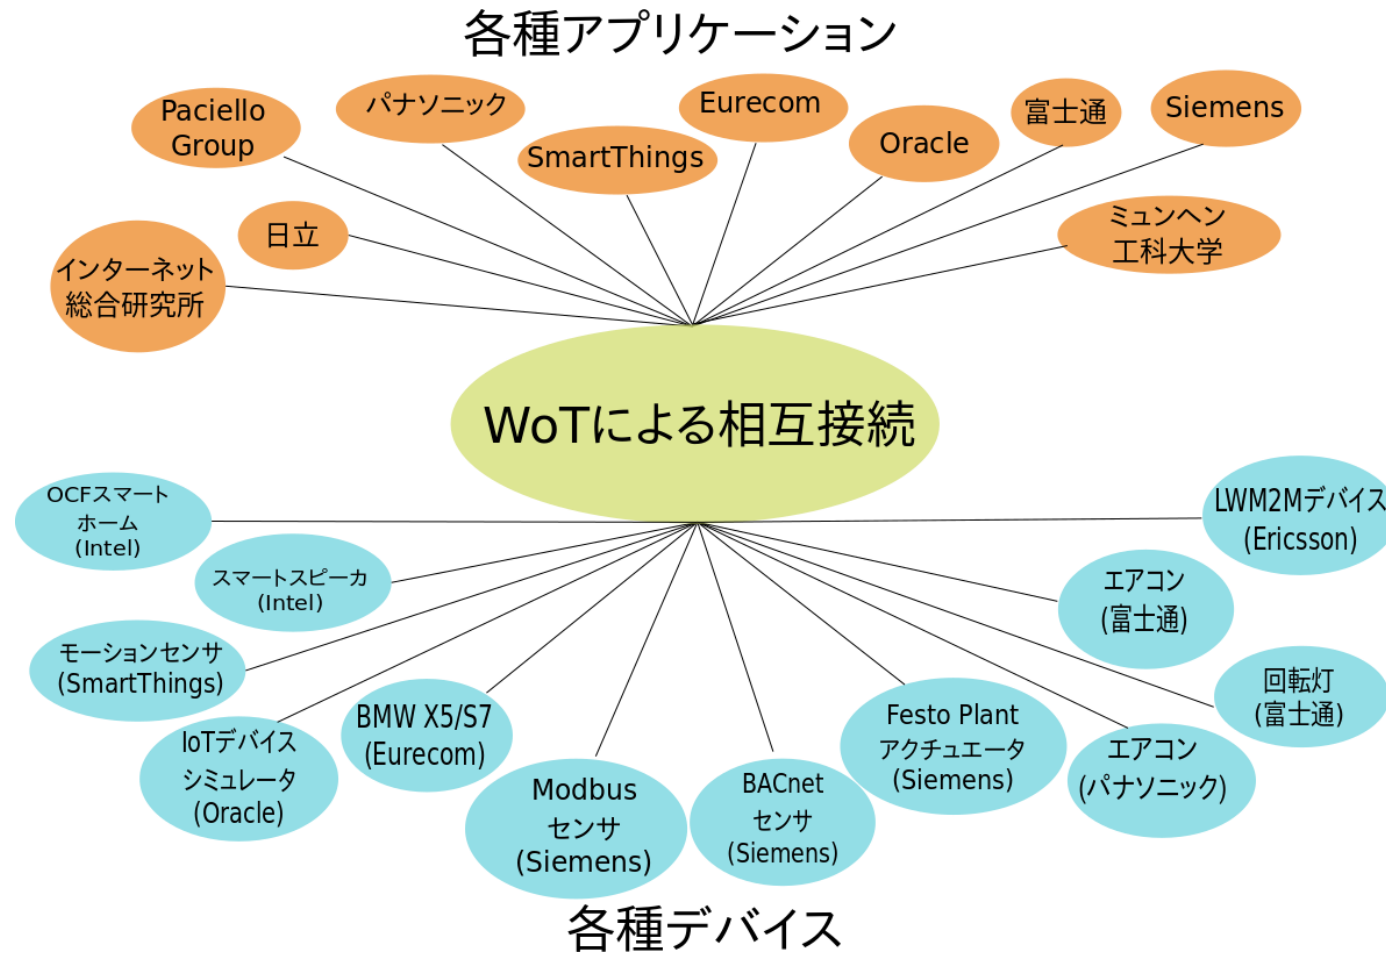 各種アプリケーション
Paciello
Group
パナソニック
SmartThings
Eurecom
Oracle
富士通
Siemens
インターネット
総合研究所
日立
ミュンヘン
工科大学
WoTによる相互接続
OCFスマート
ホーム
(Intel)
スマートスピーカ
(Intel)
モーションセンサ
(SmartThings)
IoTデバイス
シミュレータ
(Oracle)
BMW X5/S7
(Eurecom)
Modbus
センサ
(Siemens)
BACnet
センサ
(Siemens)
Festo Plant
アクチュエータ
(Siemens)
エアコン
(パナソニック)
回転灯
(富士通)
エアコン
(富士通)
LWM2Mデバイス
(Ericsson)
各種デバイス